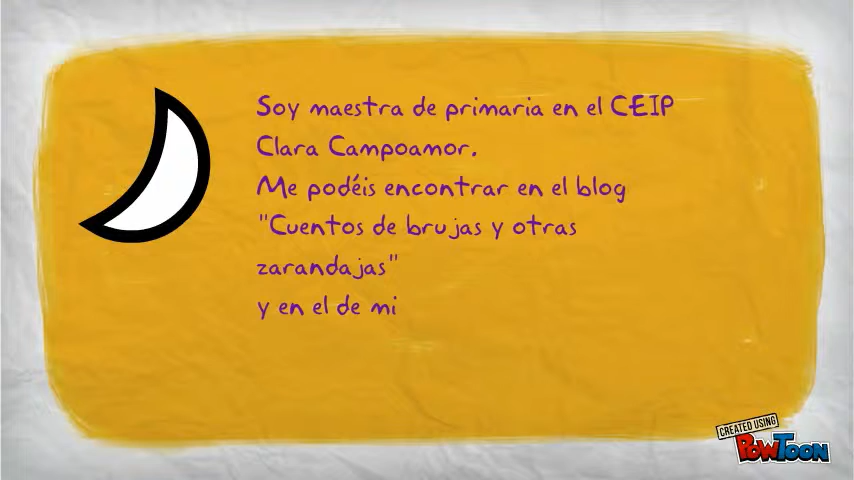 Soy maestra de primaria en el CEIP
Clara Campoamor.
Me podéis encontrar en el blog
"Cuentos de brujas y otras
zarandajas"
y en el de mi
CREATED USING
POWTOON